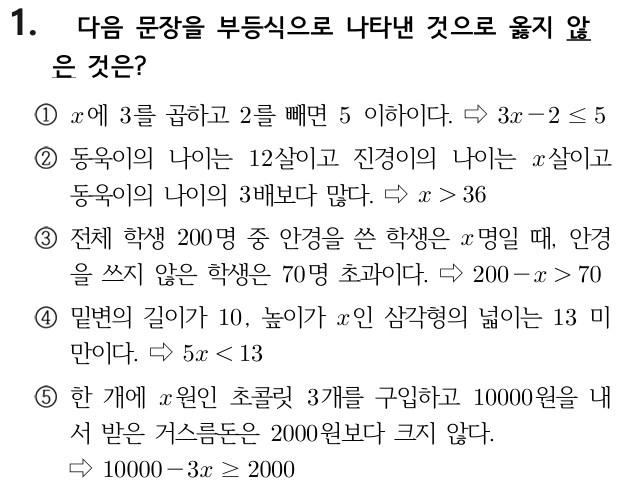 1. 다음 문장을 부등식으로 나타낸 것으로 옳지 않
은 것은?
① x에 3를 곱하고 2를 빼면 5 이하이다. ⇨ 3x-2 ≤ 5
② 동욱이의 나이는 12살이고 진경이의 나이는 x살이고
동욱이의 나이의 3배보다 많다. ⇨ x > 36
③ 전체 학생 200명 중 안경을 쓴 학생은 x명일 때, 안경
을 쓰지 않은 학생은 70명 초과이다. ⇨ 200-x > 70
④ 밑변의 길이가 10, 높이가 x인 삼각형의 넓이는 13 미
만이다. ⇨ 5x < 13
⑤ 한 개에 x원인 초콜릿 3개를 구입하고 10000원을 내
서 받은 거스름돈은 2000원보다 크지 않다.
⇨ 10000-3x ≥ 2000